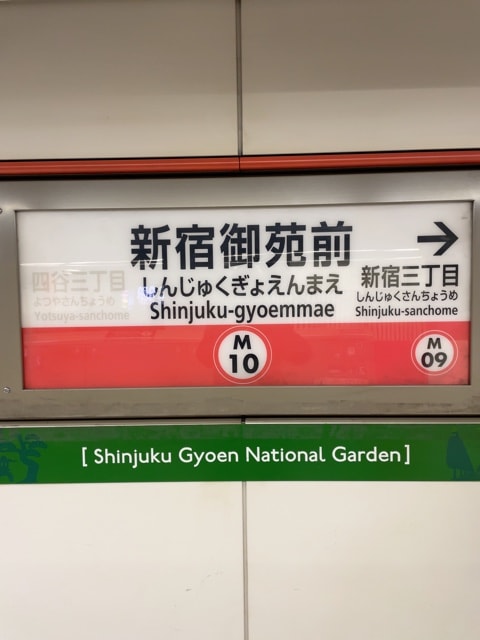 新宿御苑前
しんじゅくぎょえんまえ
Shinjuku-gyoemmae
M
10
四谷三丁目
よつやさんちょうめ
Yotsuya-sanchome
→
新宿三丁目
しんじゅくさんちょうめ
Shinjuku-sanchome
M
09
[ Shinjuku Gyoen National Garden ]